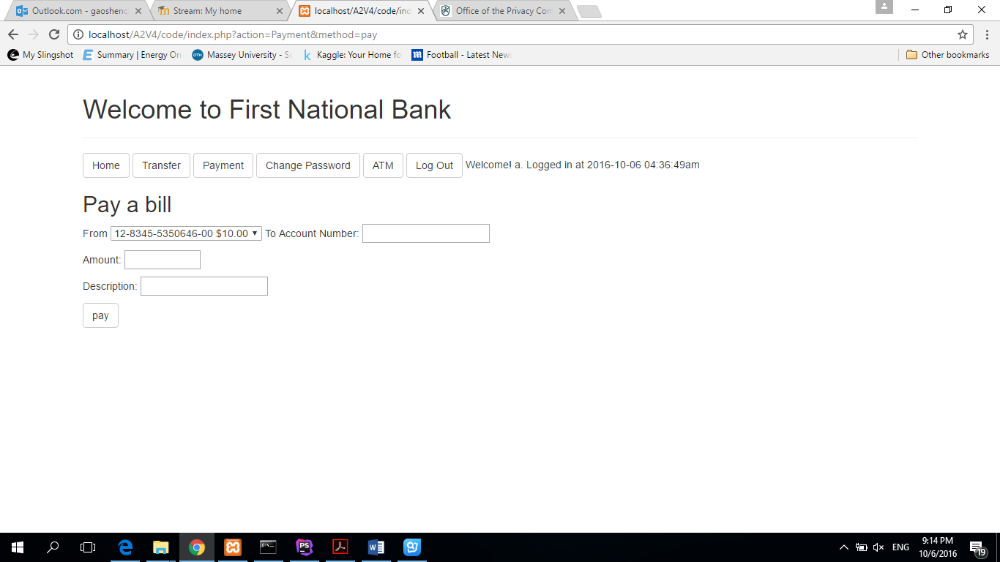 Outlook.com - gaoshenc
Stream: My home
localhost/A2V4/code/ind
Office of the Privacy Com
localhost/A2V4/code/index.php?action=Payment&method=pay
My Slingshot
Summary | Energy On
Massey University - Sc
Kaggle: Your Home fo
Football - Latest News
Other bookmarks
Welcome to First National Bank
Home Transfer Payment Change Password ATM Log Out Welcome! a. Logged in at 2016-10-06 04:36:49am
Pay a bill
From 12-8345-5350646-00 $10.00 To Account Number:
Amount:
Description:
pay
ENG
9:14 PM
10/6/2016
19